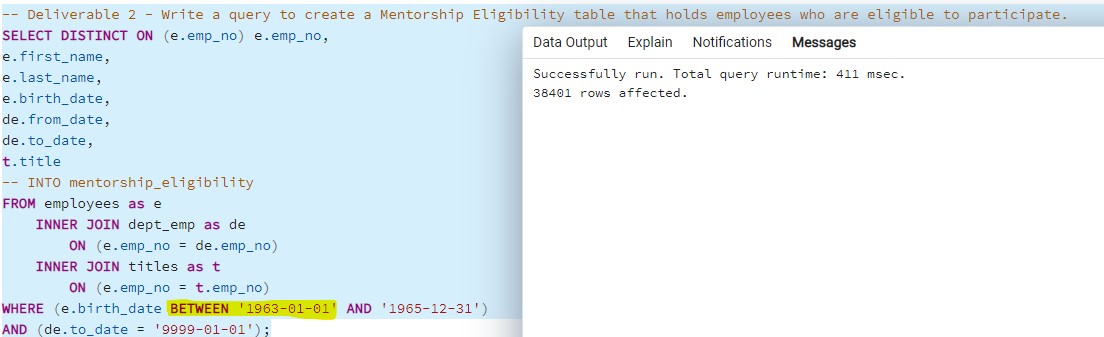 -- Deliverable 2 - Write a query to create a Mentorship Eligibility table that holds employees who are eligible to participate.
SELECT DISTINCT ON (e.emp_no) e.emp_no,
e.first_name,
e.last_name,
e.birth_date,
de.from_date,
de.to_date,
t.title
-- INTO mentorship_eligibility
FROM employees as e
INNER JOIN dept_emp as de
ON (e.emp_no = de.emp_no)
INNER JOIN titles as t
ON (e.emp_no = t.emp_no)
WHERE (e.birth_date BETWEEN '1963-01-01' AND '1965-12-31')
AND (de.to_date = '9999-01-01');
Data Output Explain Notifications Messages
Successfully run. Total query runtime: 411 msec.
38401 rows affected.